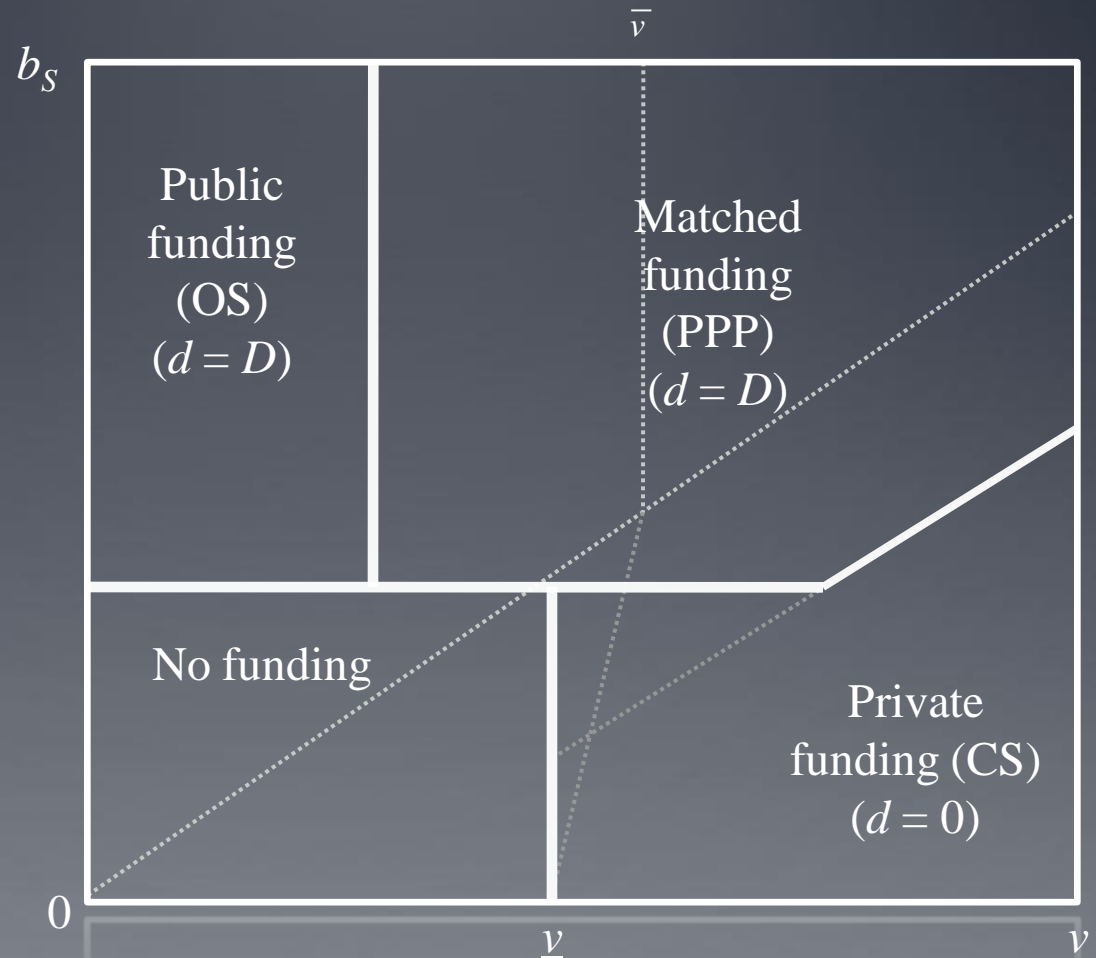 v̅
b_S
Public
funding
(OS)
(d = D)
Matched
funding
(PPP)
(d = D)
No funding
Private
funding (CS)
(d = 0)
0
v̲
v